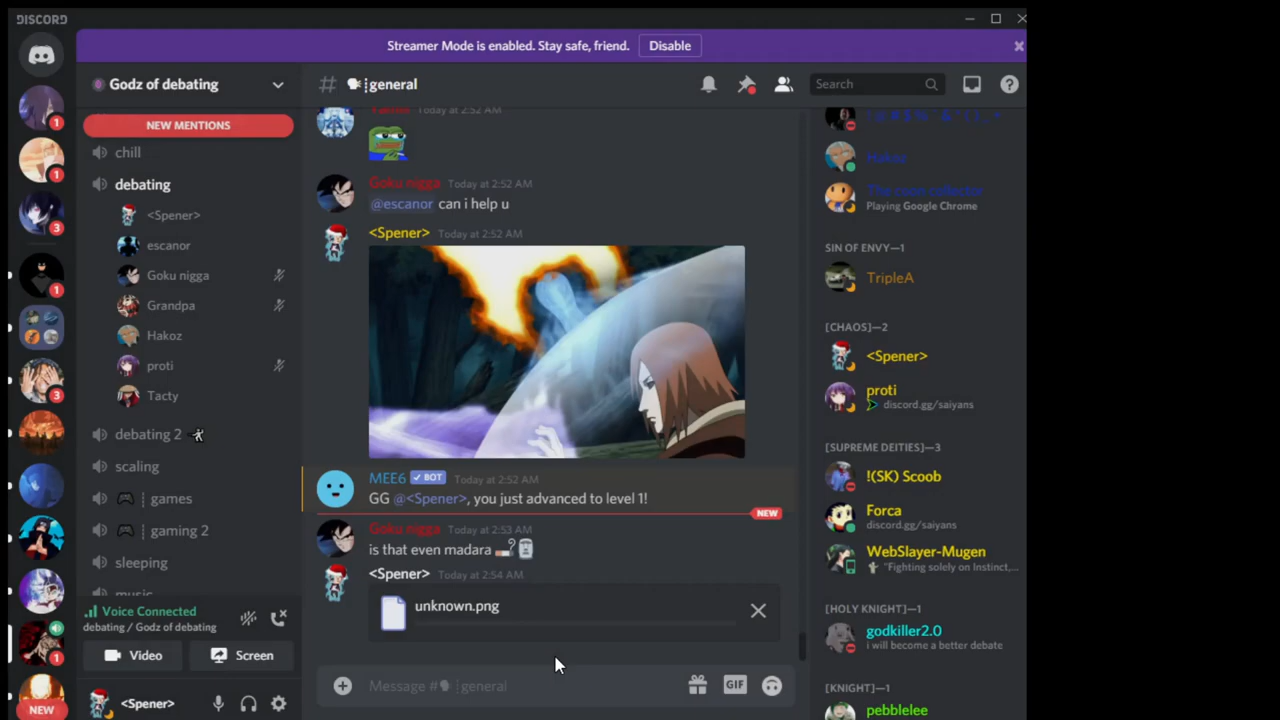 DISCORD
Streamer Mode is enabled. Stay safe, friend.
Disable
Godz of debating
general
Search
NEW MENTIONS
chill
debating
<Spener>
escanor
Goku nigga
Grandpa
Hakoz
proti
Tacty
debating 2
scaling
games
gaming 2
sleeping
music
Voice Connected
debating / Godz of debating
Video
Screen
<Spener>
1
1
3
1
3
1
NEW
Today at 2:52 AM
Goku nigga Today at 2:52 AM
@escanor can i help u
<Spener> Today at 2:52 AM
MEE6 BOT Today at 2:52 AM
GG @<Spener>, you just advanced to level 1!
NEW
Goku nigga Today at 2:53 AM
is that even madara
<Spener> Today at 2:54 AM
unknown.png
Message # general
GIF
Hakoz
Playing Google Chrome
SIN OF ENVY—1
TripleA
[CHAOS]—2
<Spener>
proti
discord.gg/saiyans
[SUPREME DEITIES]—3
!(SK) Scoob
Forca
discord.gg/saiyans
WebSlayer-Mugen
"Fighting solely on Instinct,...
[HOLY KNIGHT]—1
godkiller2.0
i will become a better debate
[KNIGHT]—1
pebblelee